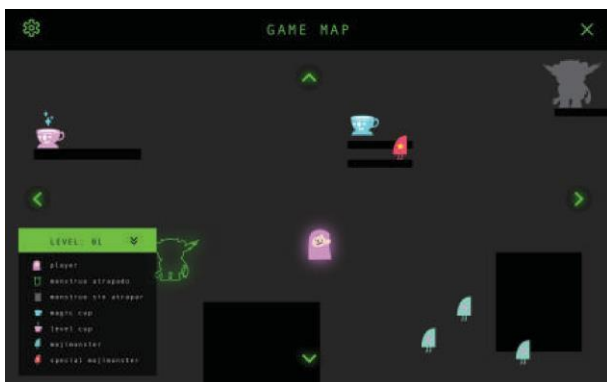 GAME MAP
LEVEL: 01
player
monstruo atrapado
monstruo sin atrapar
magic cup
level cup
mojimonster
special mojimonster